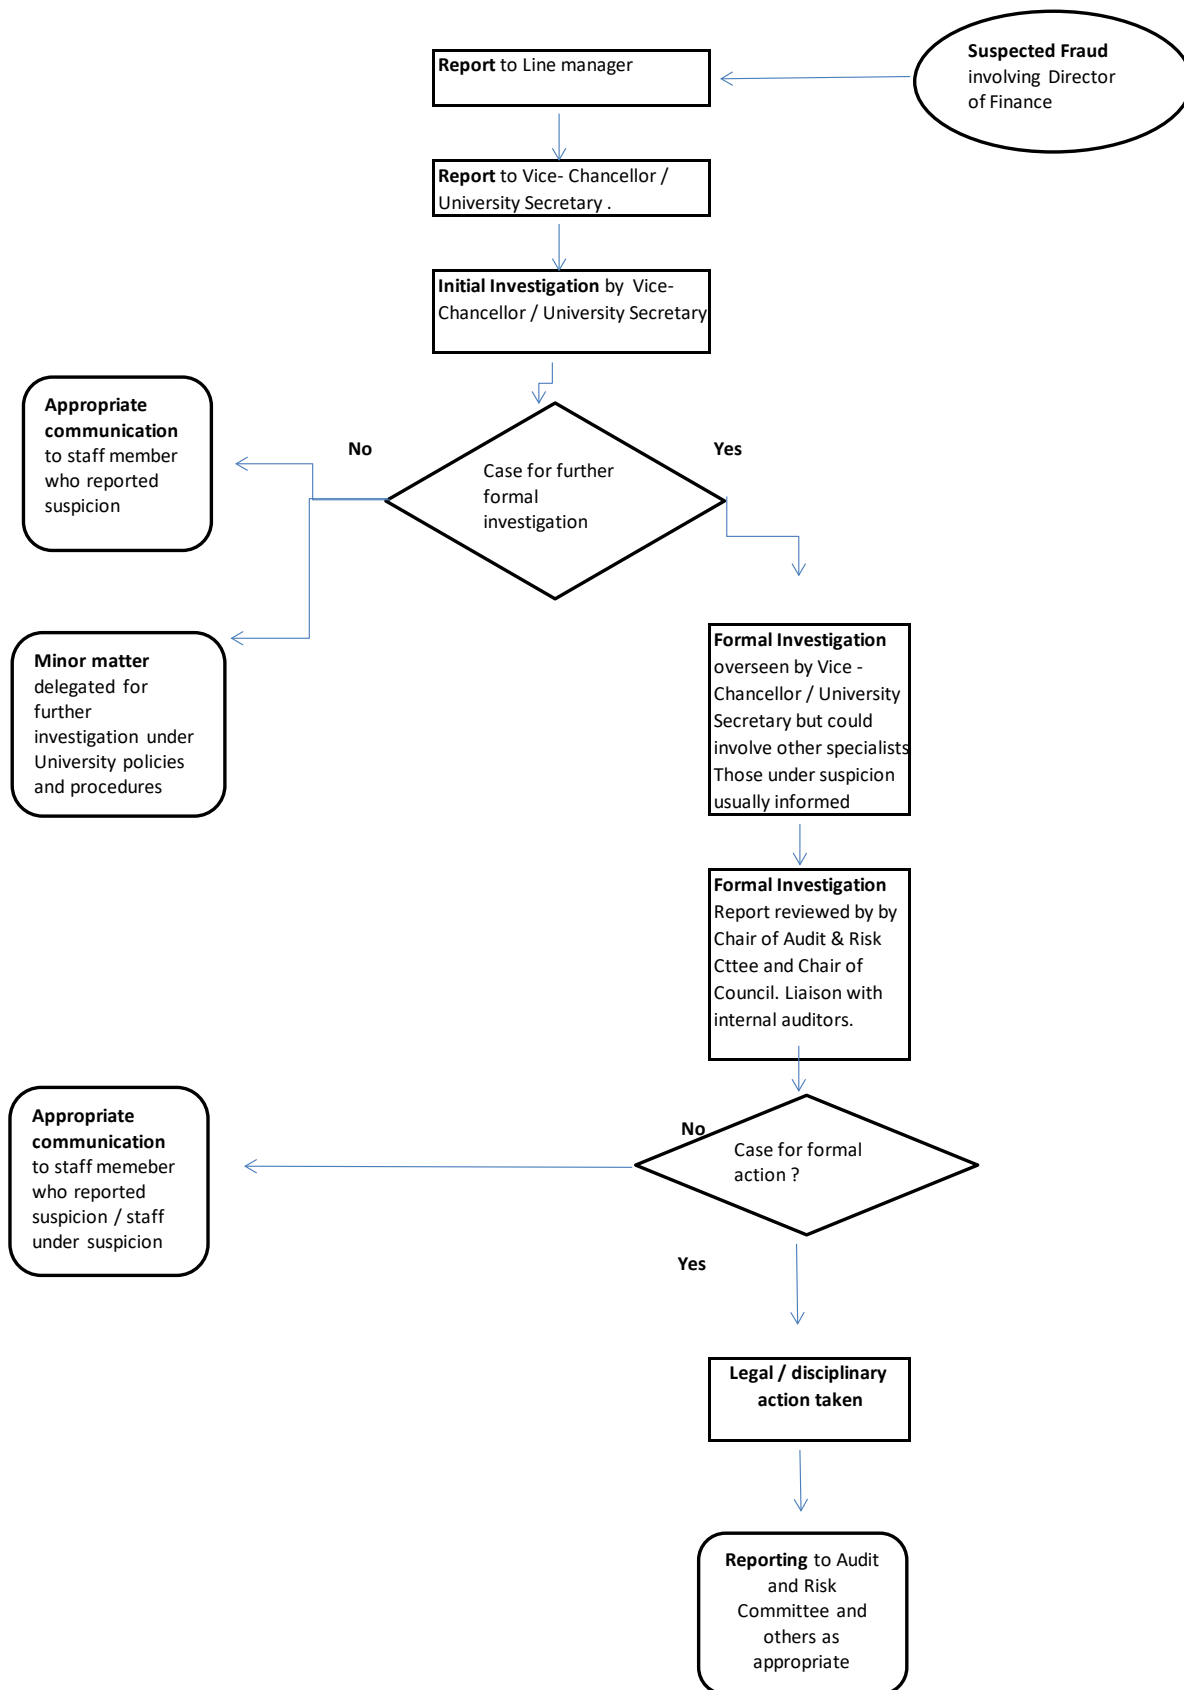 Suspected Fraud
involving Director
of Finance
Report to Line manager
Report to Vice- Chancellor /
University Secretary .
Initial Investigation by Vice-
Chancellor / University Secretary
Appropriate
communication
to staff member
who reported
suspicion
No
Yes
Case for further
formal
investigation
Minor matter
delegated for
further
investigation under
University policies
and procedures
Formal Investigation
overseen by Vice -
Chancellor / University
Secretary but could
involve other specialists
Those under suspicion
usually informed
Formal Investigation
Report reviewed by by
Chair of Audit & Risk
Cttee and Chair of
Council. Liaison with
internal auditors.
Appropriate
communication
to staff memeber
who reported
suspicion / staff
under suspicion
No
Case for formal
action ?
Yes
Legal / disciplinary
action taken
Reporting to Audit
and Risk
Committee and
others as
appropriate